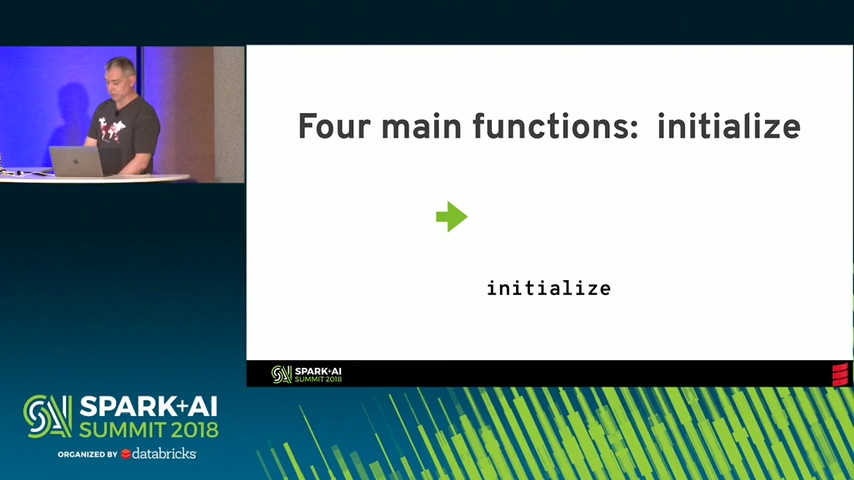 Four main functions: initialize
initialize
SPARK+AI
SUMMIT 2018
SPARK+AI
SUMMIT 2018
ORGANIZED BY databricks